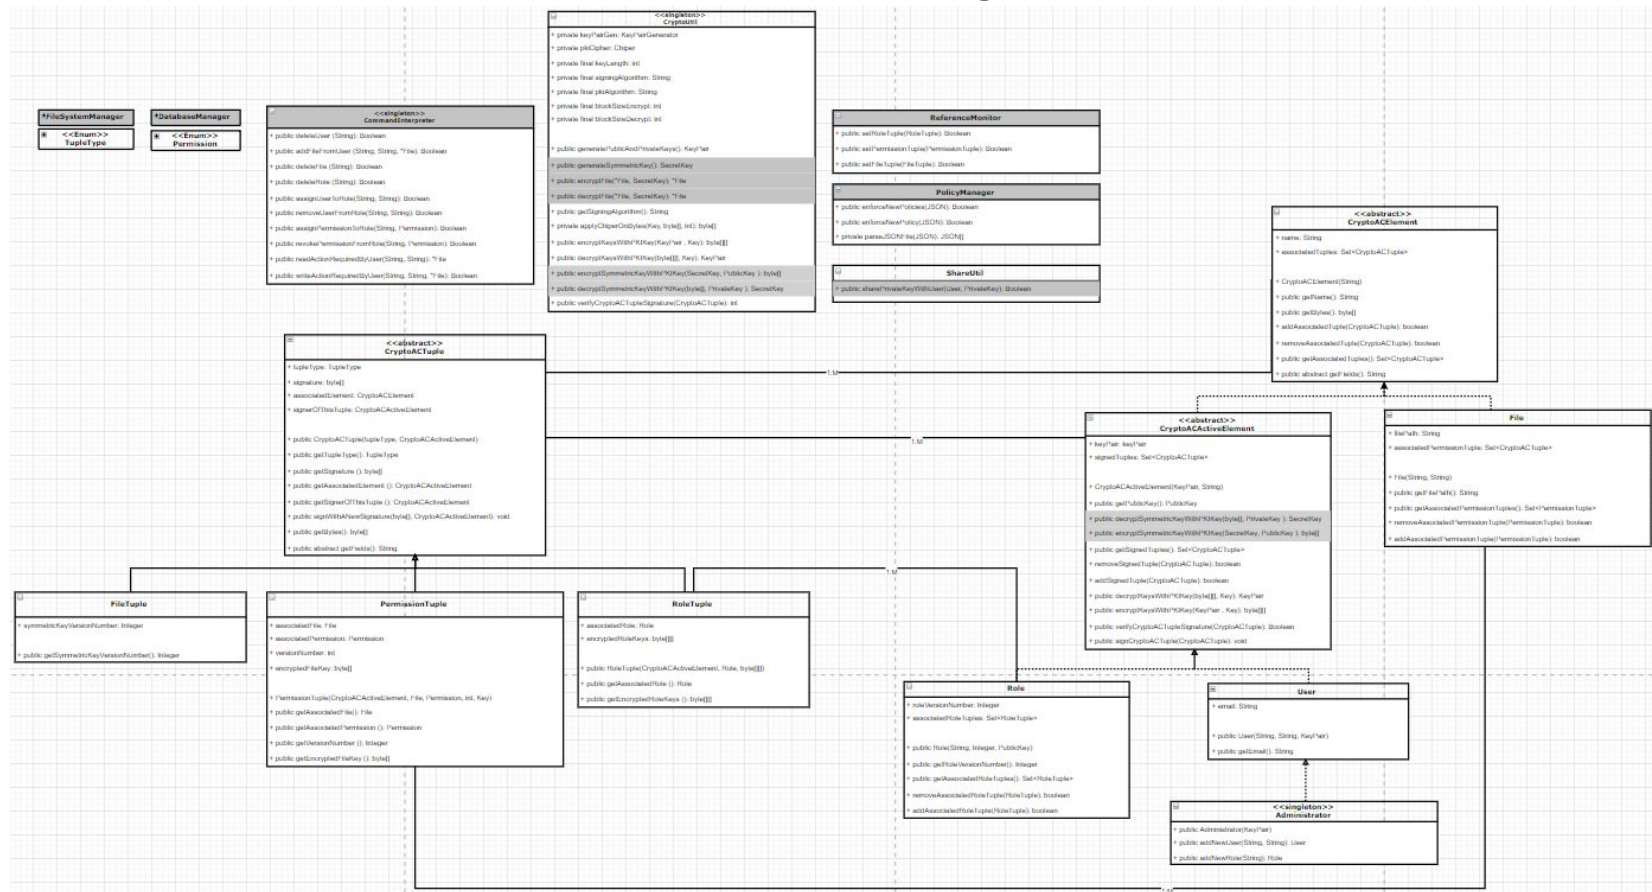 *FileSystemManager
<<Enum>>
TupleType
*DatabaseManager
<<Enum>>
Permission
<<singleton>>
CommandInterpreter
+ public deleteUser (String): Boolean
+ public addFileFromUser (String, String, *File): Boolean
+ public deleteFile (String): Boolean
+ public deleteRole (String): Boolean
+ public assignUserToRole(String, String): Boolean
+ public removeUserFromRole(String, String): Boolean
+ public assignPermissionToRole(String, Permission): Boolean
+ public revokePermissionFromRole(String, Permission): Boolean
+ public readActionRequiredByUser(String, String): *File
+ public writeActionRequiredByUser(String, String, *File): Boolean
<<singleton>>
CryptoUtil
+ private keyPairGen: KeyPairGenerator
+ private pkiCipher: Chiper
+ private final keyLength: int
+ private final signingAlgorithm: String
+ private final pkiAlgorithm: String
+ private final blockSizeEncrypt: int
+ private final blockSizeDecrypt: int
+ public generatePublicAndPrivateKeys(): KeyPair
+ public generateSymmetricKey(): SecretKey
+ public encryptFile(*File, SecretKey): *File
+ public decryptFile(*File, SecretKey): *File
+ public getSigningAlgorithm(): String
+ private applyChiperOnBytes(Key, byte[], int): byte[]
+ public encryptKeysWithPKIKey(KeyPair , Key): byte[][]
+ public decryptKeysWithPKIKey(byte[][], Key): KeyPair
+ public encryptSymmetricKeyWithPKIKey(SecretKey, PublicKey ): byte[]
+ public decryptSymmetricKeyWithPKIKey(byte[], PrivateKey ): SecretKey
+ public verifyCryptoACTupleSignature(CryptoACTuple): int
ReferenceMonitor
+ public setRoleTuple(RoleTuple): Boolean
+ public setPermissionTuple(PermissionTuple): Boolean
+ public setFileTuple(FileTuple): Boolean
PolicyManager
+ public enforceNewPolicies(JSON): Boolean
+ public enforceNewPolicy(JSON): Boolean
+ private parseJSONFile(JSON): JSON[]
ShareUtil
+ public sharePrivateKeyWithUser(User, PrivateKey): Boolean
<<abstract>>
CryptoACElement
+ name: String
+ associatedTuples: Set<CryptoACTuple>
+ CryptoACElement(String)
+ public getName(): String
+ public getBytes(): byte[]
+ addAssociatedTuple(CryptoACTuple): boolean
+ removeAssociatedTuple(CryptoACTuple): boolean
+ public getAssociatedTuples(): Set<CryptoACTuple>
+ public abstract getFields(): String
<<abstract>>
CryptoACTuple
+ tupleType: TupleType
+ signature: byte[]
+ associatedElement: CryptoACElement
+ signerOfThisTuple: CryptoACActiveElement
+ public CryptoACTuple(tupleType, CryptoACActiveElement)
+ public getTupleType(): TupleType
+ public getSignature (): byte[]
+ public getAssociatedElement (): CryptoACActiveElement
+ public getSignerOfThisTuple (): CryptoACActiveElement
+ public signWithANewSignature(byte[], CryptoACActiveElement): void
+ public getBytes(): byte[]
+ public abstract getFields(): String
1:M
1:M
<<abstract>>
CryptoACActiveElement
+ keyPair: keyPair
+ signedTuples: Set<CryptoACTuple>
+ CryptoACActiveElement(KeyPair, String)
+ public getPublicKey(): PublicKey
+ public decryptSymmetricKeyWithPKIKey(byte[], PrivateKey ): SecretKey
+ public encryptSymmetricKeyWithPKIKey(SecretKey, PublicKey ): byte[]
+ public getSignedTuples(): Set<CryptoACTuple>
+ removeSignedTuple(CryptoACTuple): boolean
+ addSignedTuple(CryptoACTuple): boolean
+ public decryptKeysWithPKIKey(byte[][], Key): KeyPair
+ public encryptKeysWithPKIKey(KeyPair , Key): byte[][]
+ public verifyCryptoACTupleSignature(CryptoACTuple): Boolean
+ public signCryptoACTuple(CryptoACTuple): void
File
+ filePath: String
+ associatedPermissionTuple: Set<CryptoACTuple>
+ File(String, String)
+ public getFilePath(): String
+ public getAssociatedPermissionTuples(): Set<PermissionTuple>
+ removeAssociatedPermissionTuple(PermissionTuple): boolean
+ addAssociatedPermissionTuple(PermissionTuple): boolean
1:M
FileTuple
+ symmetricKeyVersionNumber: Integer
+ public getSymmetricKeyVersionNumber(): Integer
PermissionTuple
+ associatedFile: File
+ associatedPermission: Permission
+ versionNumber: int
+ encryptedFileKey: byte[]
+ PermissionTuple(CryptoACActiveElement, File, Permission, int, Key)
+ public getAssociatedFile(): File
+ public getAssociatedPermission (): Permission
+ public getVersionNumber (): Integer
+ public getEncryptedFileKey (): byte[]
RoleTuple
+ associatedRole: Role
+ encryptedRoleKeys: byte[][]
+ public RoleTuple(CryptoACActiveElement, Role, byte[][])
+ public getAssociatedRole (): Role
+ public getEncryptedRoleKeys (): byte[][]
Role
+ roleVersionNumber: Integer
+ associatedRoleTuples: Set<RoleTuple>
+ public Role(String, Integer, PublicKey)
+ public getRoleVersionNumber(): Integer
+ public getAssociatedRoleTuples(): Set<RoleTuple>
+ removeAssociatedRoleTuple(RoleTuple): boolean
+ addAssociatedRoleTuple(RoleTuple): boolean
User
+ email: String
+ public User(String, String, KeyPair)
+ public getEmail(): String
<<singleton>>
Administrator
+ public Administrator(KeyPair)
+ public addNewUser(String, String): User
+ public addNewRole(String): Role
1:M